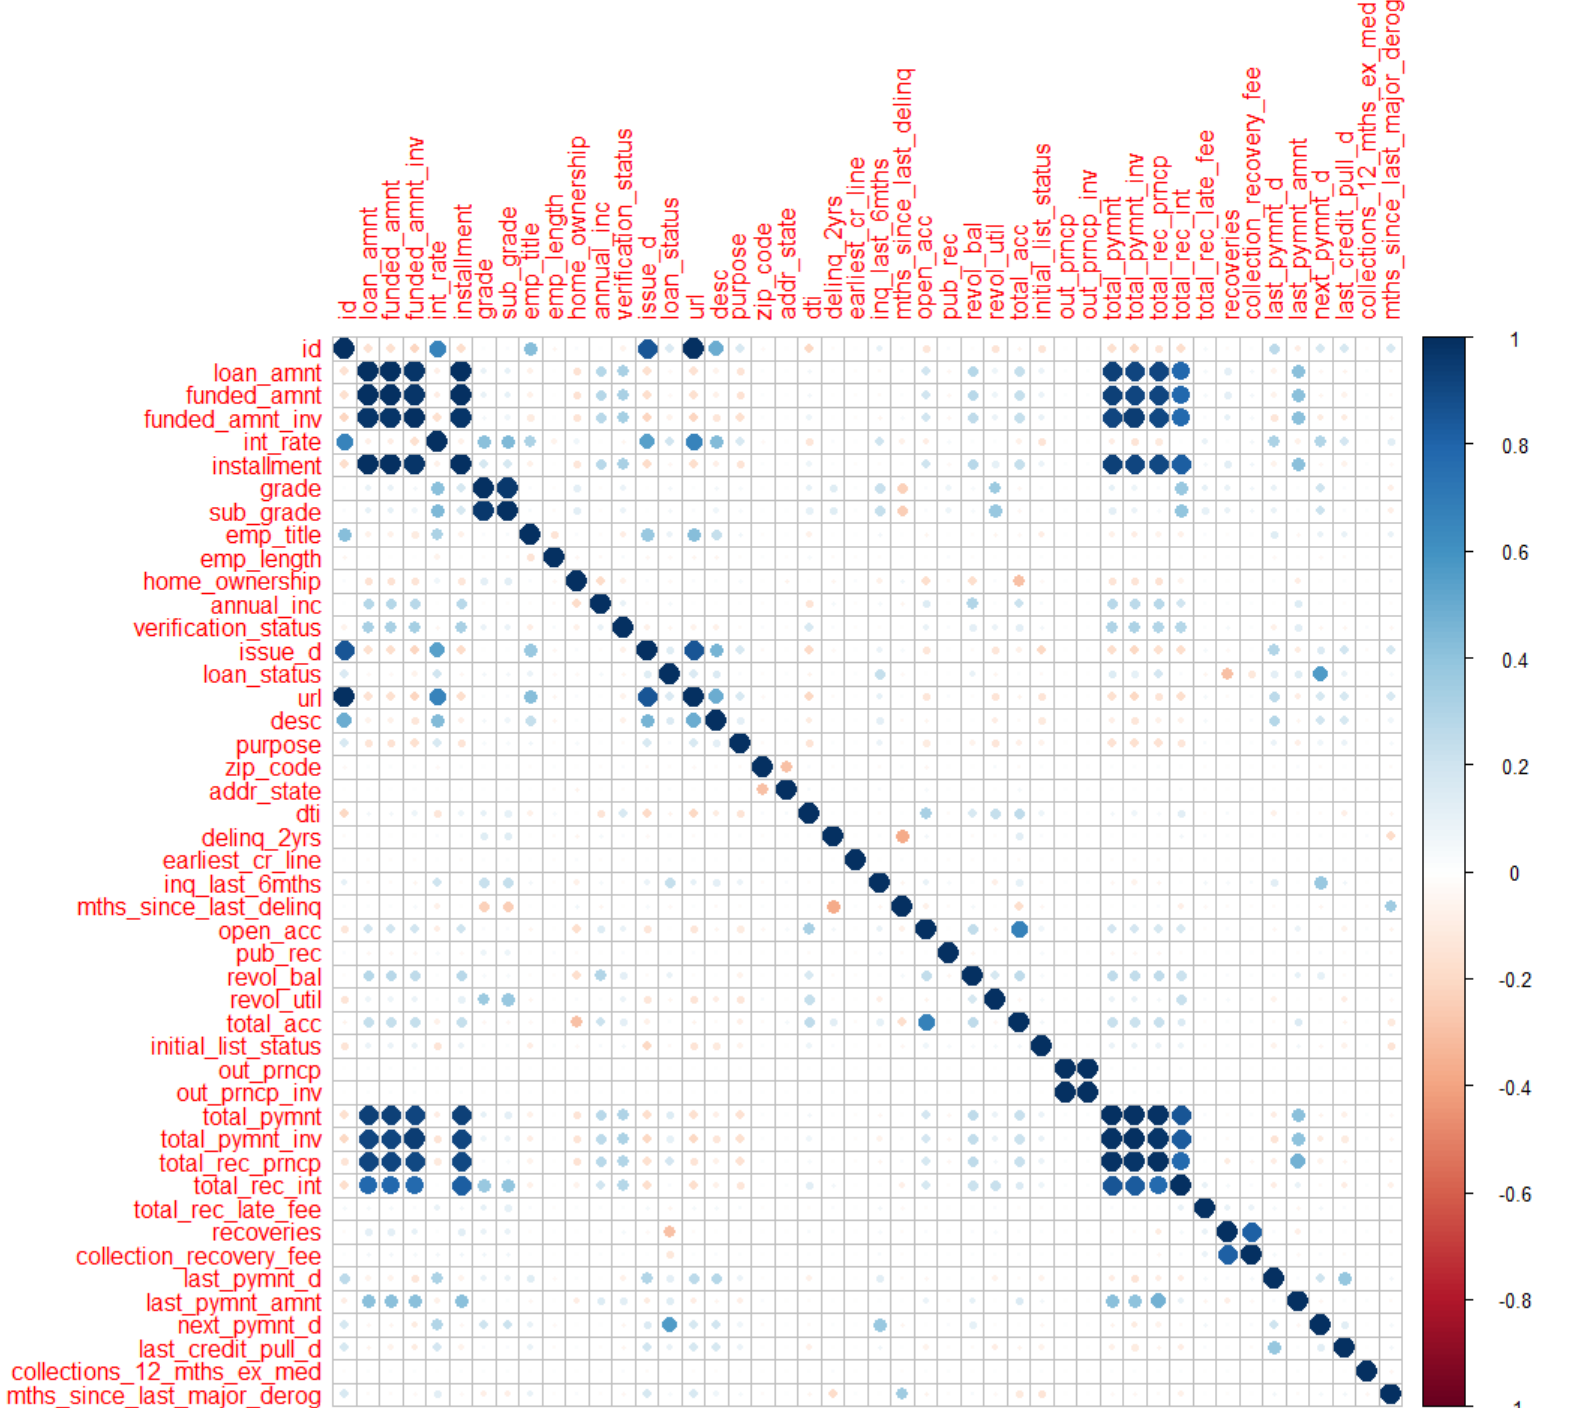 id
loan_amnt
funded_amnt
funded_amnt_inv
int_rate
installment
grade
sub_grade
emp_title
emp_length
home_ownership
annual_inc
verification_status
issue_d
loan_status
url
desc
purpose
zip_code
addr_state
dti
delinq_2yrs
earliest_cr_line
inq_last_6mths
mths_since_last_delinq
open_acc
pub_rec
revol_bal
revol_util
total_acc
initial_list_status
out_prncp
out_prncp_inv
total_pymnt
total_pymnt_inv
total_rec_prncp
total_rec_int
total_rec_late_fee
recoveries
collection_recovery_fee
last_pymnt_d
last_pymnt_amnt
next_pymnt_d
last_credit_pull_d
collections_12_mths_ex_med
mths_since_last_major_derog
id
loan_amnt
funded_amnt
funded_amnt_inv
int_rate
installment
grade
sub_grade
emp_title
emp_length
home_ownership
annual_inc
verification_status
issue_d
loan_status
url
desc
purpose
zip_code
addr_state
dti
delinq_2yrs
earliest_cr_line
inq_last_6mths
mths_since_last_delinq
open_acc
pub_rec
revol_bal
revol_util
total_acc
initial_list_status
out_prncp
out_prncp_inv
total_pymnt
total_pymnt_inv
total_rec_prncp
total_rec_int
total_rec_late_fee
recoveries
collection_recovery_fee
last_pymnt_d
last_pymnt_amnt
next_pymnt_d
last_credit_pull_d
collections_12_mths_ex_med
mths_since_last_major_derog
1
0.8
0.6
0.4
0.2
0
-0.2
-0.4
-0.6
-0.8